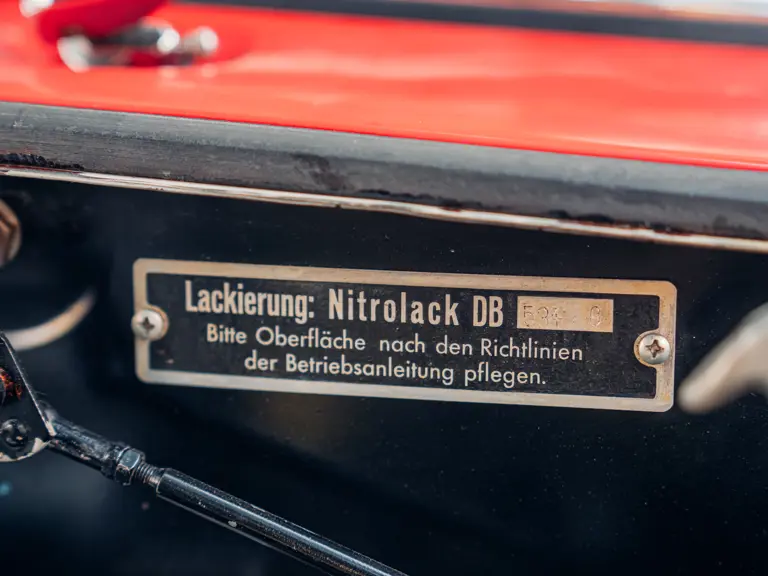 Lackierung: Nitrolack DB
Bitte Oberfläche nach den Richtlinien
der Betriebsanleitung pflegen.